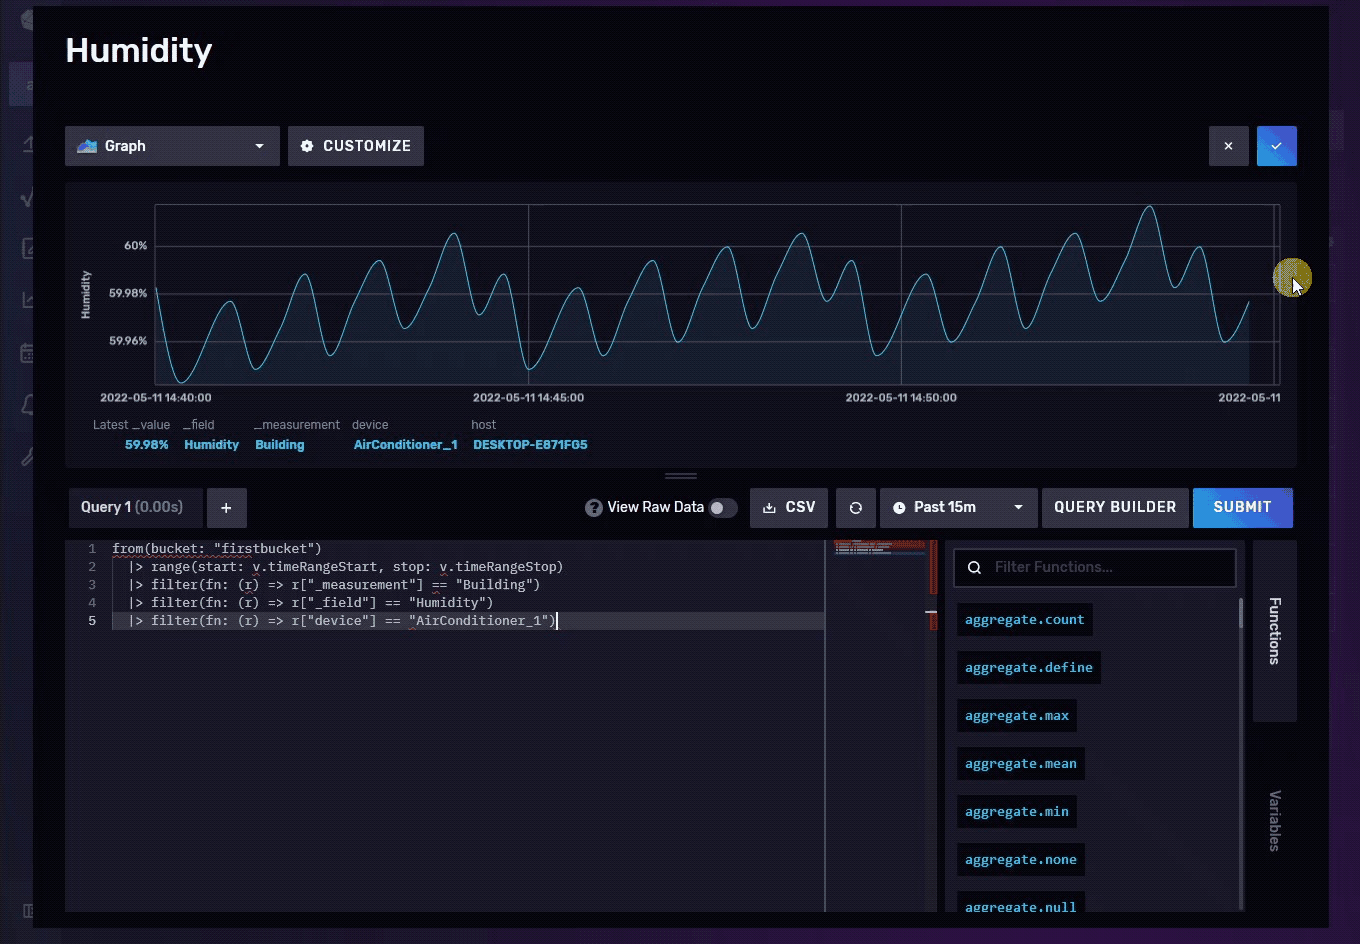 Humidity
Graph
CUSTOMIZE
Humidity
60%
59.98%
59.96%
2022-05-11 14:40:00
2022-05-11 14:45:00
2022-05-11 14:50:00
2022-05-11
Latest _value _field _measurement device host
59.98% Humidity Building AirConditioner_1 DESKTOP-E871FG5
Query 1 (0.00s)
+
? View Raw Data
CSV
Past 15m
QUERY BUILDER
SUBMIT
1 from(bucket: "firstbucket")
2 |> range(start: v.timeRangeStart, stop: v.timeRangeStop)
3 |> filter(fn: (r) => r["_measurement"] == "Building")
4 |> filter(fn: (r) => r["_field"] == "Humidity")
5 |> filter(fn: (r) => r["device"] == "AirConditioner_1")
Filter Functions...
aggregate.count
aggregate.define
aggregate.max
aggregate.mean
aggregate.min
aggregate.none
aggregate.null
Functions
Variables